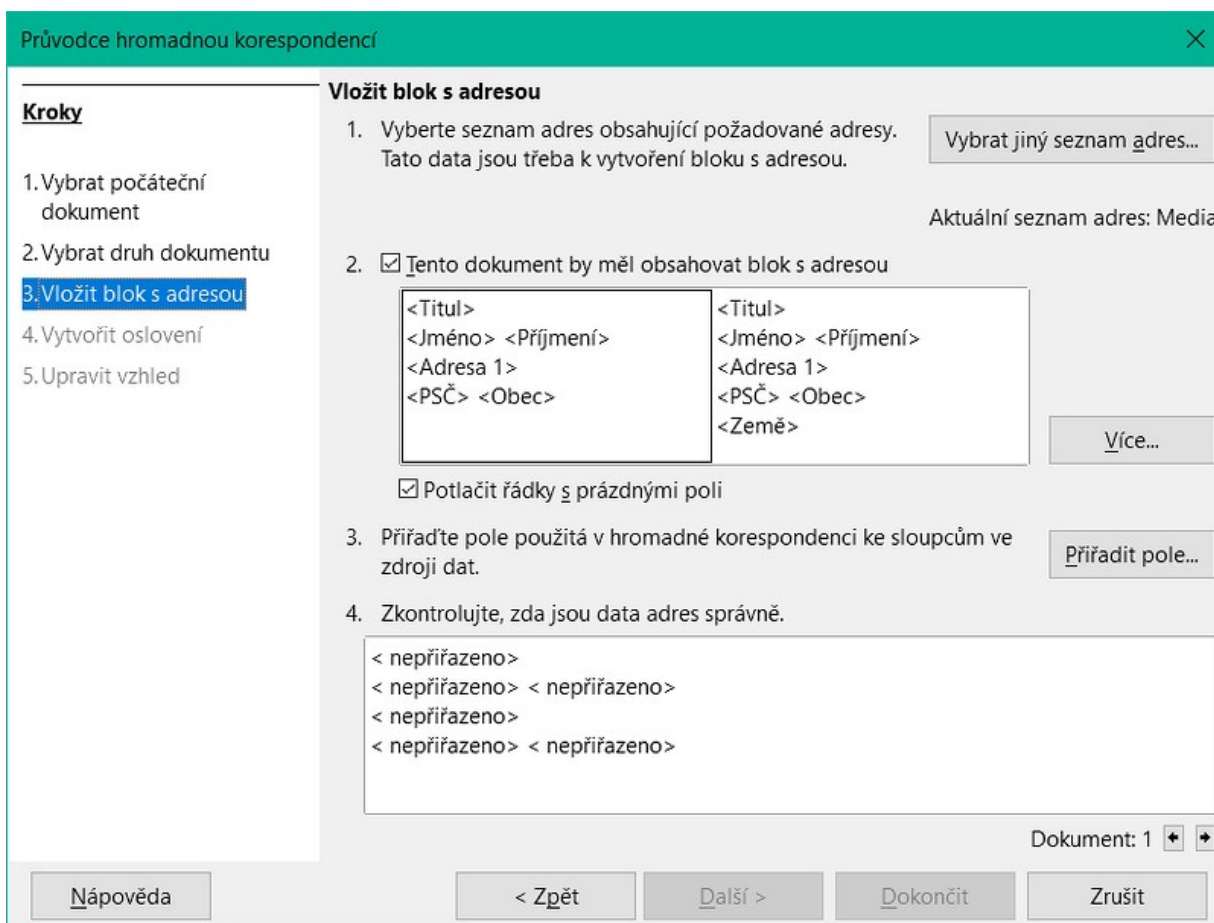 Průvodce hromadnou korespondencí
Kroky
1. Vybrat počáteční
dokument
2. Vybrat druh dokumentu
3. Vložit blok s adresou
4. Vytvořit oslovení
5. Upravit vzhled
Vložit blok s adresou
1. Vyberte seznam adres obsahující požadované adresy.
Tato data jsou třeba k vytvoření bloku s adresou.
Vybrat jiný seznam adres...
Aktuální seznam adres: Media
2. Tento dokument by měl obsahovat blok s adresou
<Titul>
<Jméno> <Příjmení>
<Adresa 1>
<PSČ> <Obec>
<Titul>
<Jméno> <Příjmení>
<Adresa 1>
<PSČ> <Obec>
<Země>
Více...
Potlačit řádky s prázdnými poli
3. Přiřaďte pole použitá v hromadné korespondenci ke sloupcům ve
zdroji dat.
Přiřadit pole...
4. Zkontrolujte, zda jsou data adres správně.
< nepřiřazeno>
< nepřiřazeno> < nepřiřazeno>
< nepřiřazeno>
< nepřiřazeno> < nepřiřazeno>
Dokument: 1
Nápověda
< Zpět
Další >
Dokončit
Zrušit